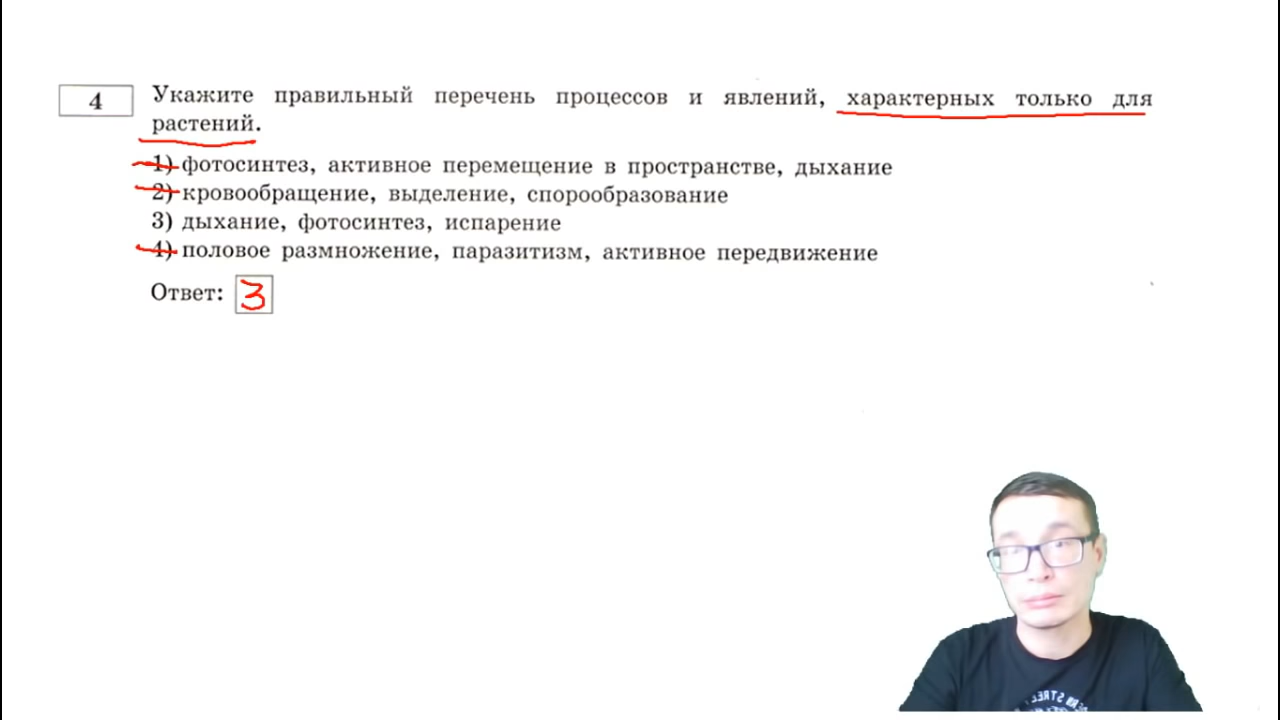 4
Укажите правильный перечень процессов и явлений, характерных только для
растений.
1) фотосинтез, активное перемещение в пространстве, дыхание
2) кровообращение, выделение, спорообразование
3) дыхание, фотосинтез, испарение
4) половое размножение, паразитизм, активное передвижение
Ответ: 3